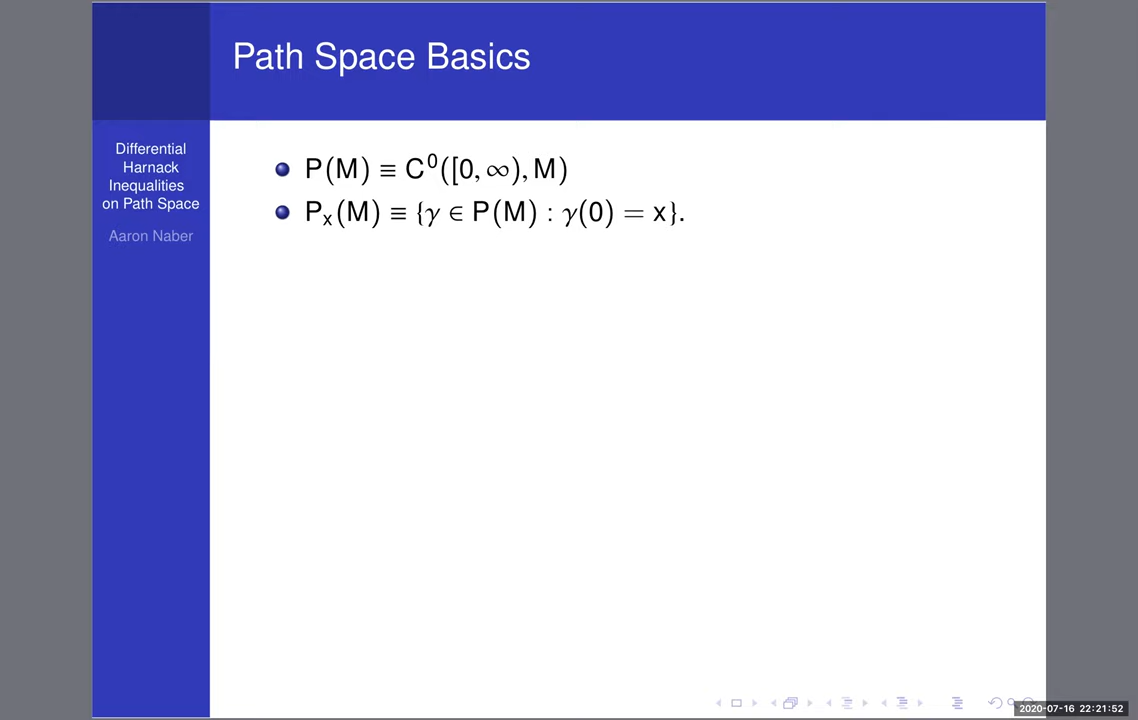 Path Space Basics
Differential
Harnack
Inequalities
on Path Space
Aaron Naber
P(M) ≡ C⁰([0, ∞), M)
Pₓ(M) ≡ {γ ∈ P(M) : γ(0) = x}.
2020-07-16 22:21:52